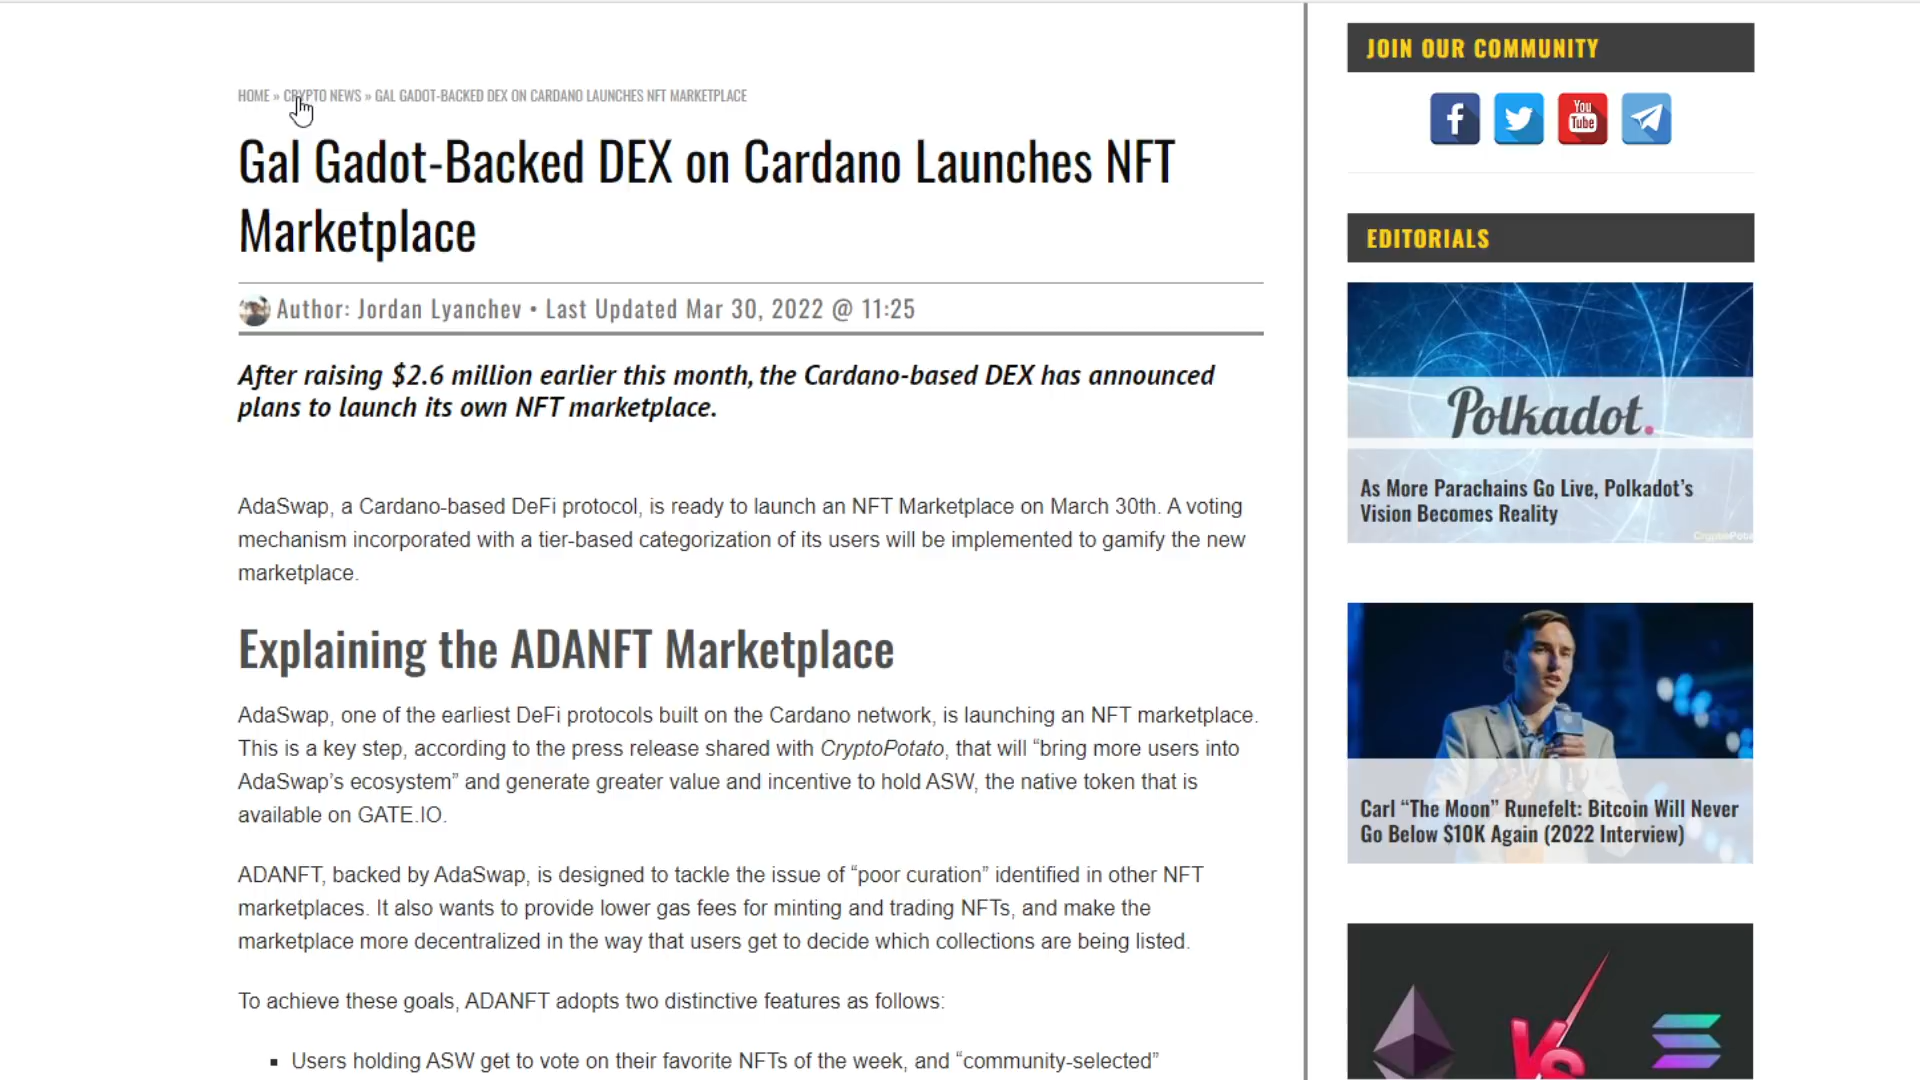 HOME » CRYPTO NEWS » GAL GADOT-BACKED DEX ON CARDANO LAUNCHES NFT MARKETPLACE
Gal Gadot-Backed DEX on Cardano Launches NFT
Marketplace
Author: Jordan Lyanchev • Last Updated Mar 30, 2022 @ 11:25
After raising $2.6 million earlier this month, the Cardano-based DEX has announced
plans to launch its own NFT marketplace.
AdaSwap, a Cardano-based DeFi protocol, is ready to launch an NFT Marketplace on March 30th. A voting
mechanism incorporated with a tier-based categorization of its users will be implemented to gamify the new
marketplace.
Explaining the ADANFT Marketplace
AdaSwap, one of the earliest DeFi protocols built on the Cardano network, is launching an NFT marketplace.
This is a key step, according to the press release shared with CryptoPotato, that will “bring more users into
AdaSwap’s ecosystem” and generate greater value and incentive to hold ASW, the native token that is
available on GATE.IO.
ADANFT, backed by AdaSwap, is designed to tackle the issue of “poor curation” identified in other NFT
marketplaces. It also wants to provide lower gas fees for minting and trading NFTs, and make the
marketplace more decentralized in the way that users get to decide which collections are being listed.
To achieve these goals, ADANFT adopts two distinctive features as follows:
▪ Users holding ASW get to vote on their favorite NFTs of the week, and “community-selected”
JOIN OUR COMMUNITY
You
Tube
EDITORIALS
Polkadot.
As More Parachains Go Live, Polkadot’s
Vision Becomes Reality
Carl “The Moon” Runefelt: Bitcoin Will Never
Go Below $10K Again (2022 Interview)
VS